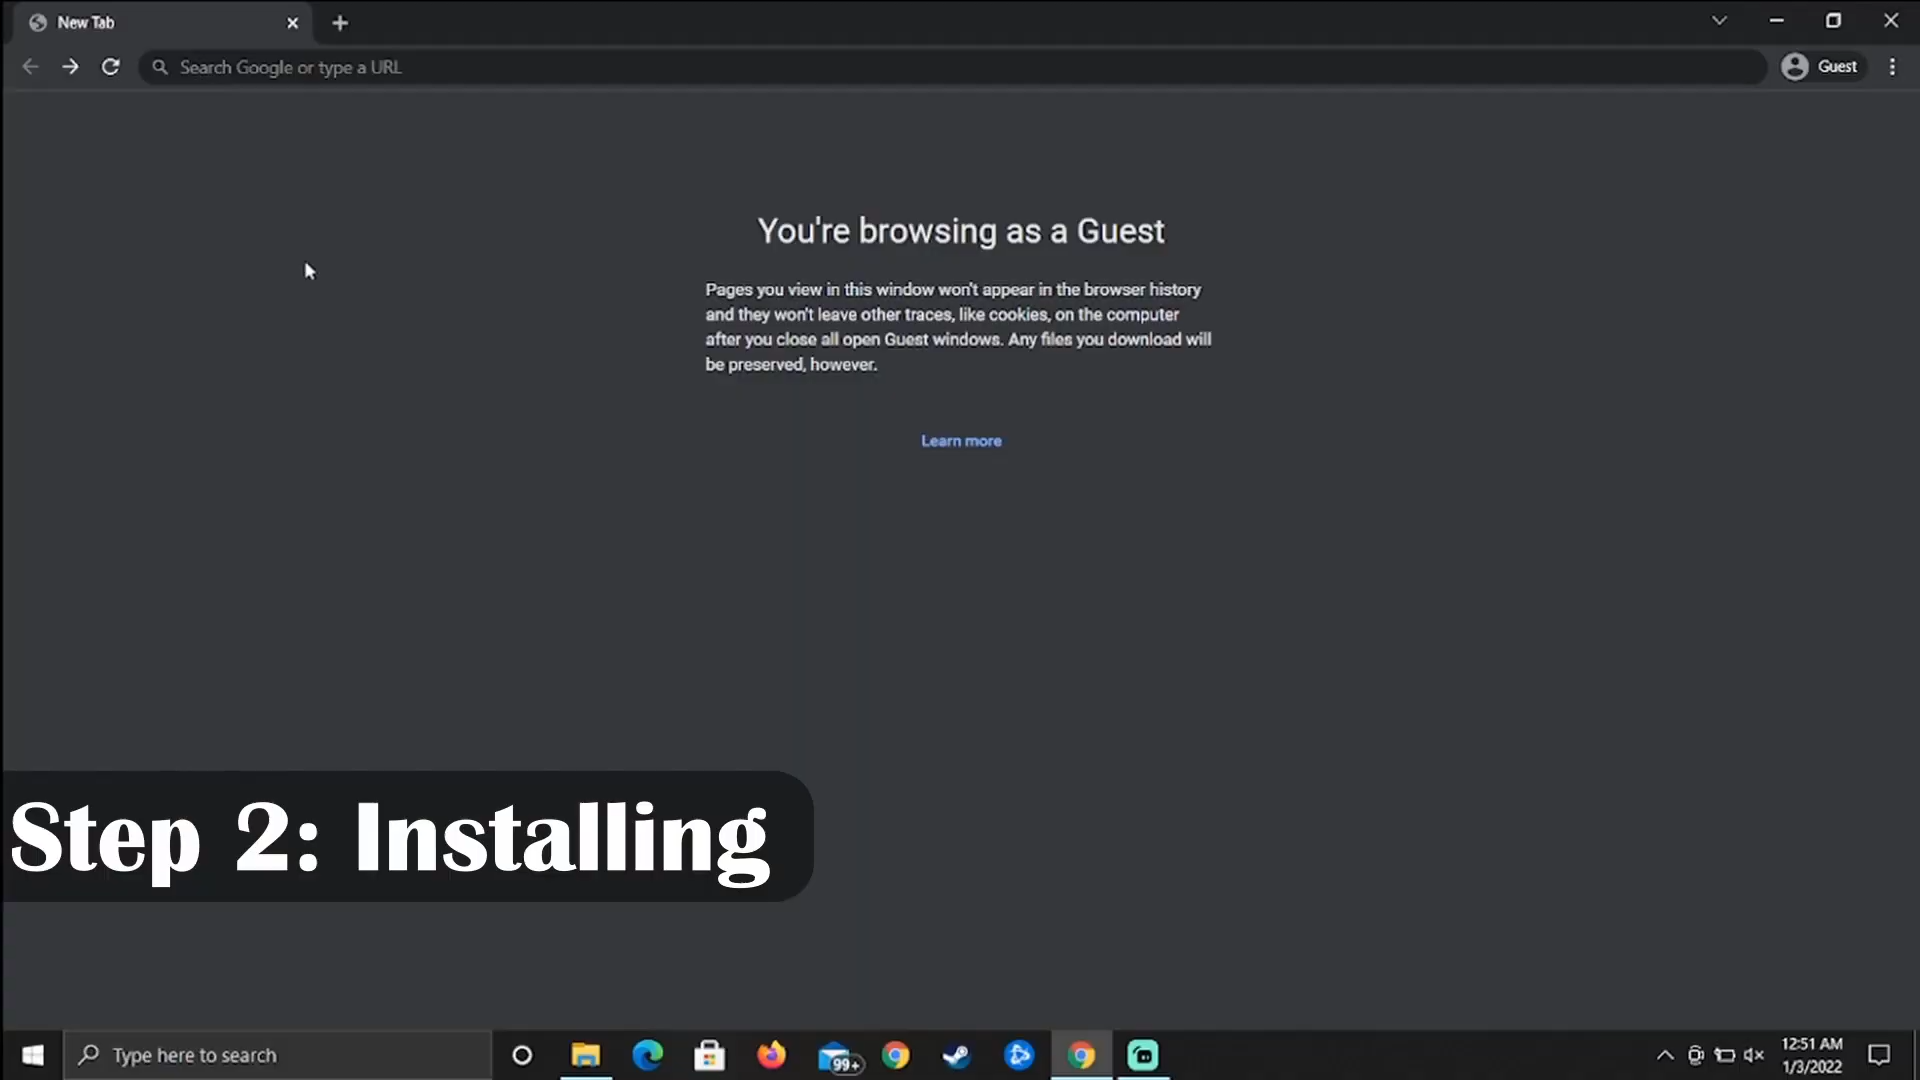 New Tab
Search Google or type a URL
Guest
You're browsing as a Guest
Pages you view in this window won't appear in the browser history
and they won't leave other traces, like cookies, on the computer
after you close all open Guest windows. Any files you download will
be preserved, however.
Learn more
Step 2: Installing
Type here to search
99+
12:51 AM
1/3/2022